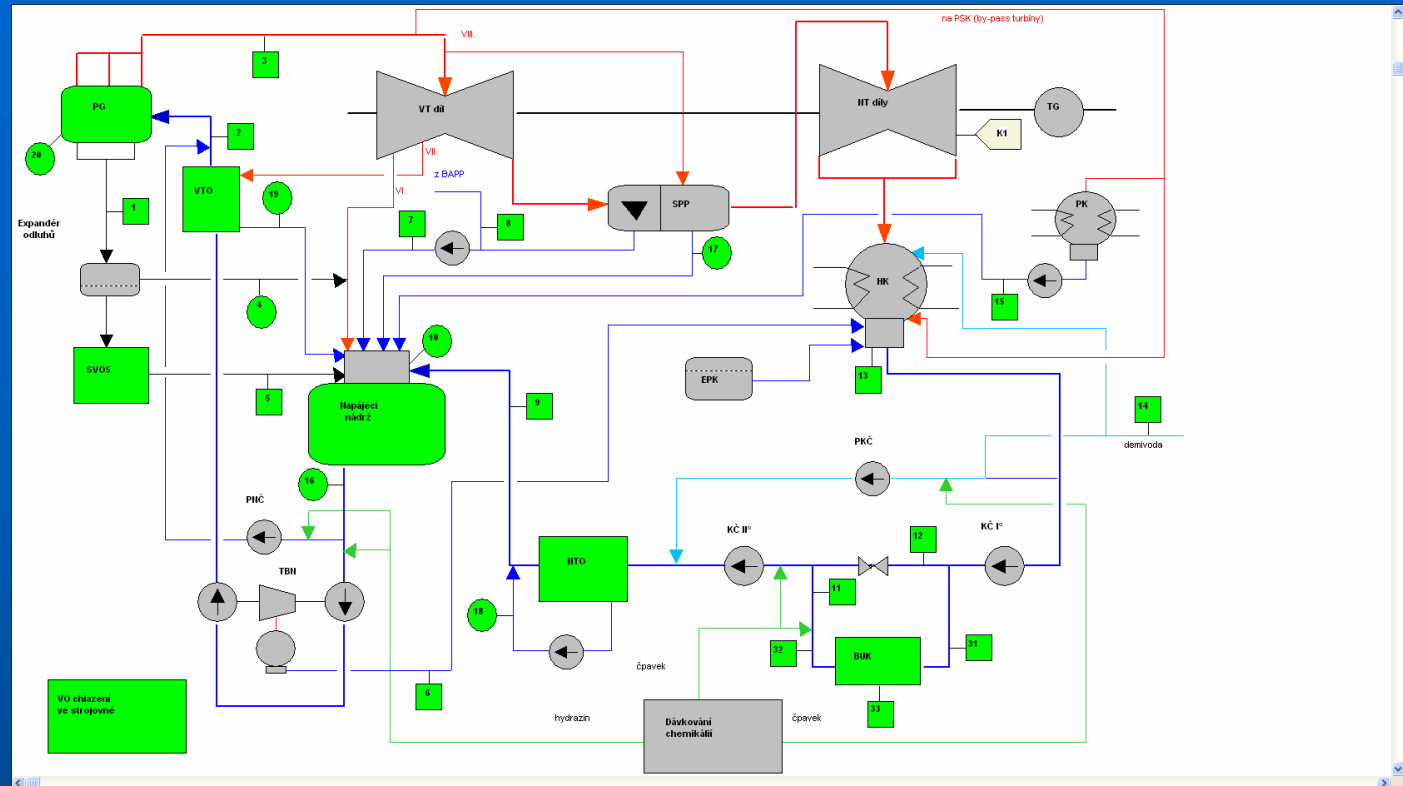 na PSK (by-pass turbíny)
VII.
3
PG
VT díl
NT díly
TG
K1
2
20
VII.
z BAPP
VTO
19
VI.
SPP
PK
1
7
8
Expandér
odluhů
17
HK
4
15
10
SVO5
EPK
13
5
Napájecí
nádrž
9
14
demivoda
PKČ
16
PNČ
KČ IIº
12
KČ Iº
NTO
TBN
11
18
32
BUK
31
čpavek
6
33
VO chlazení
ve strojovně
hydrazin
Dávkování
chemikálií
čpavek